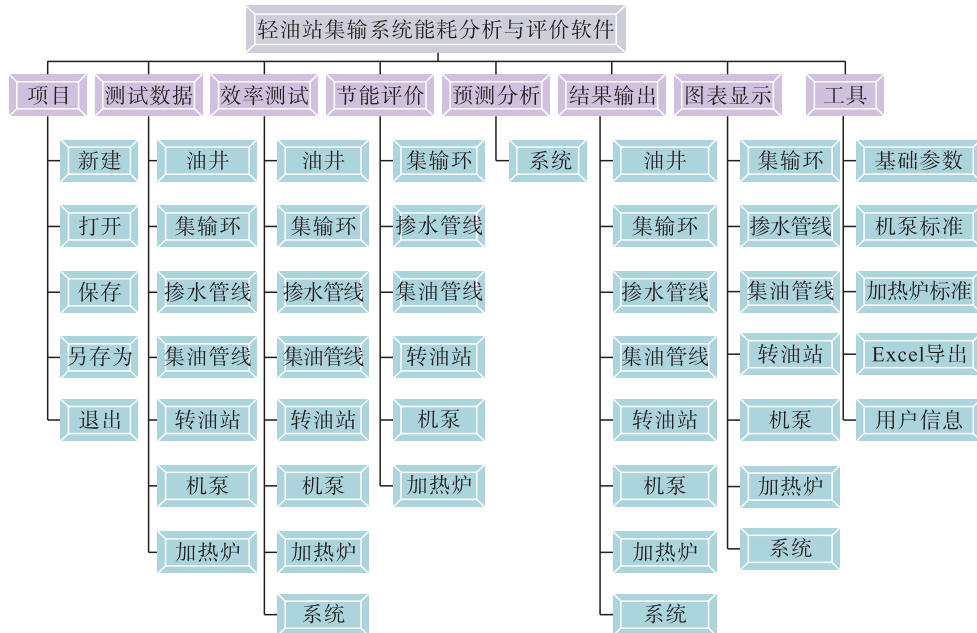 轻油站集输系统能耗分析与评价软件
项目
测试数据
效率测试
节能评价
预测分析
结果输出
图表显示
工具
新建
打开
保存
另存为
退出
油井
集输环
掺水管线
集油管线
转油站
机泵
加热炉
油井
集输环
掺水管线
集油管线
转油站
机泵
加热炉
系统
集输环
掺水管线
集油管线
转油站
机泵
加热炉
系统
油井
集输环
掺水管线
集油管线
转油站
机泵
加热炉
系统
集输环
掺水管线
集油管线
转油站
机泵
加热炉
系统
基础参数
机泵标准
加热炉标准
Excel导出
用户信息